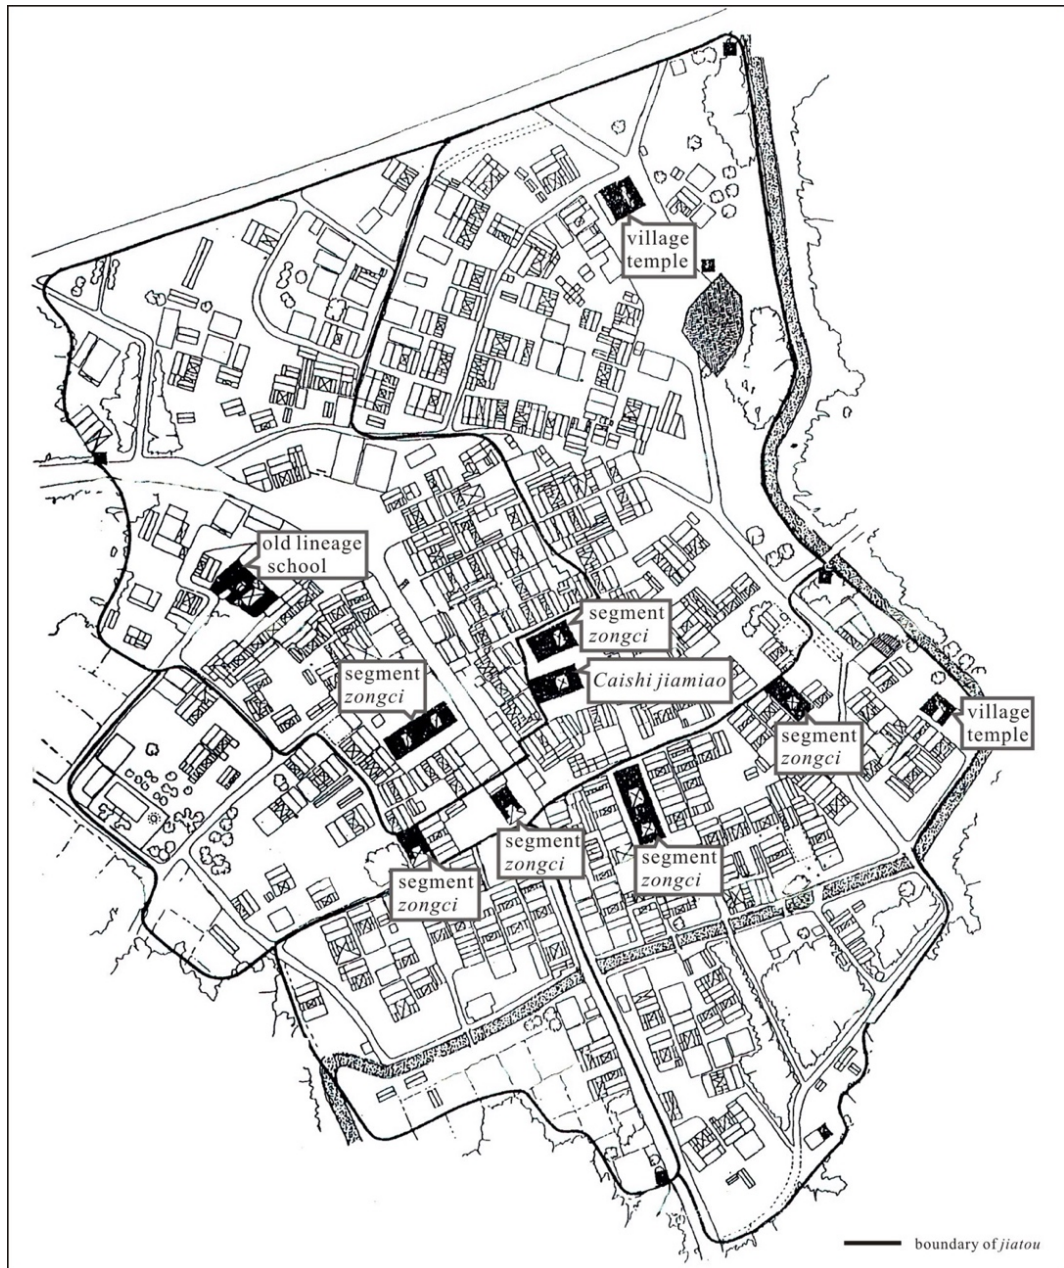 village
temple
old lineage
school
segment
zongci
Caishi jiamiao
segment
zongci
segment
zongci
village
temple
segment
zongci
segment
zongci
segment
zongci
boundary of jiatou